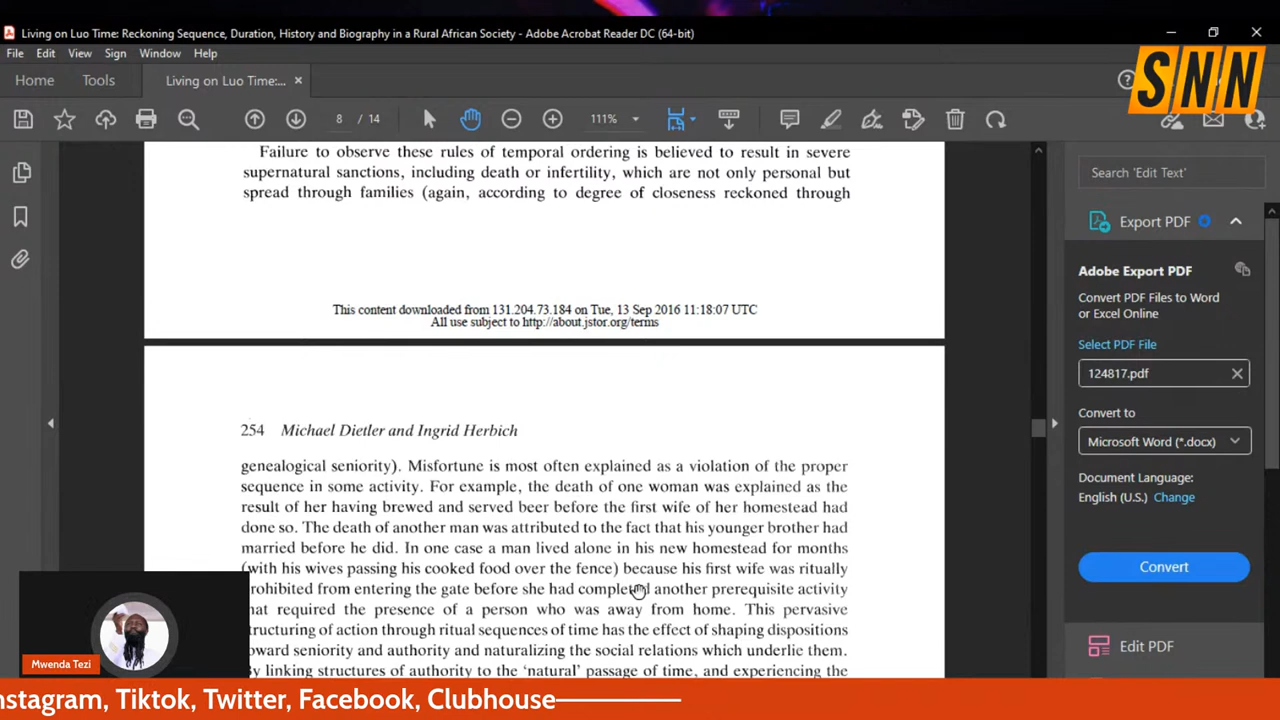 Living on Luo Time: Reckoning Sequence, Duration, History and Biography in a Rural African Society - Adobe Acrobat Reader DC (64-bit)
File Edit View Sign Window Help
Home Tools Living on Luo Time:... ×
SNN
8 / 14 111%
Failure to observe these rules of temporal ordering is believed to result in severe
supernatural sanctions, including death or infertility, which are not only personal but
spread through families (again, according to degree of closeness reckoned through
This content downloaded from 131.204.73.184 on Tue, 13 Sep 2016 11:18:07 UTC
All use subject to http://about.jstor.org/terms
254 Michael Dietler and Ingrid Herbich
genealogical seniority). Misfortune is most often explained as a violation of the proper
sequence in some activity. For example, the death of one woman was explained as the
result of her having brewed and served beer before the first wife of her homestead had
done so. The death of another man was attributed to the fact that his younger brother had
married before he did. In one case a man lived alone in his new homestead for months
(with his wives passing his cooked food over the fence) because his first wife was ritually
prohibited from entering the gate before she had completed another prerequisite activity
that required the presence of a person who was away from home. This pervasive
structuring of action through ritual sequences of time has the effect of shaping dispositions
toward seniority and authority and naturalizing the social relations which underlie them.
By linking structures of authority to the 'natural' passage of time, and experiencing the
Search 'Edit Text'
Export PDF
Adobe Export PDF
Convert PDF Files to Word
or Excel Online
Select PDF File
124817.pdf
Convert to
Microsoft Word (*.docx)
Document Language:
English (U.S.) Change
Convert
Edit PDF
Mwenda Tezi
nstagram, Tiktok, Twitter, Facebook, Clubhouse